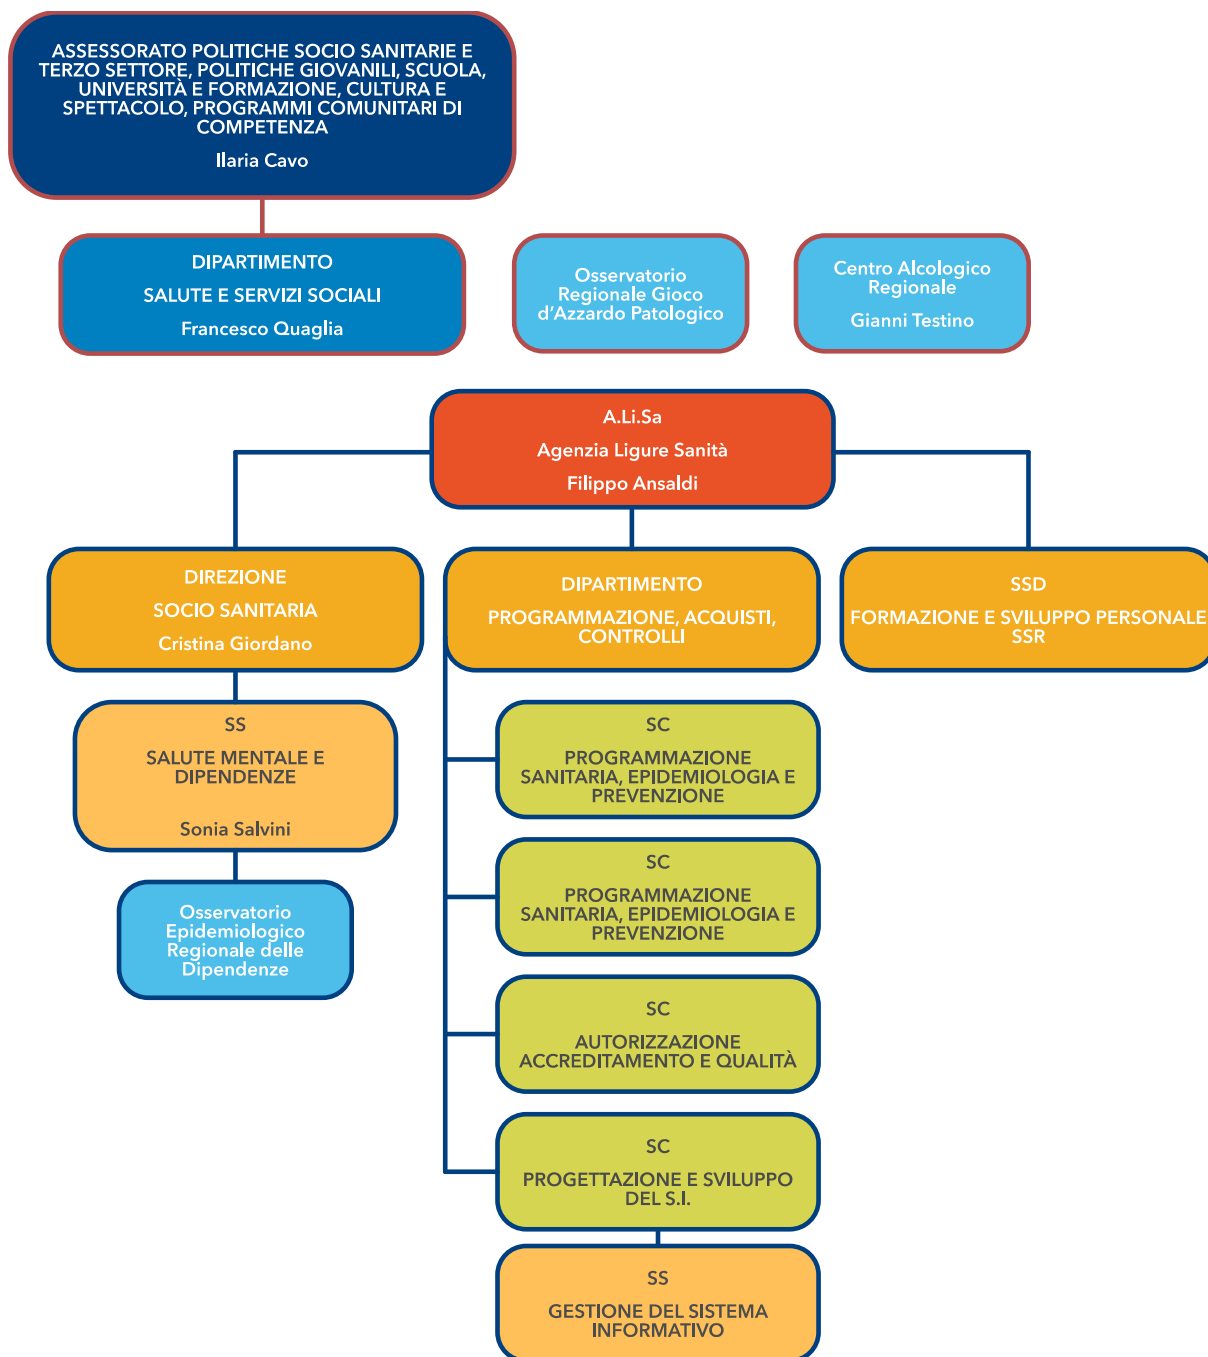 ASSESSORATO POLITICHE SOCIO SANITARIE E
TERZO SETTORE, POLITICHE GIOVANILI, SCUOLA,
UNIVERSITÀ E FORMAZIONE, CULTURA E
SPETTACOLO, PROGRAMMI COMUNITARI DI
COMPETENZA
Ilaria Cavo
DIPARTIMENTO
SALUTE E SERVIZI SOCIALI
Francesco Quaglia
Osservatorio
Regionale Gioco
d'Azzardo Patologico
Centro Alcologico
Regionale
Gianni Testino
A.Li.Sa
Agenzia Ligure Sanità
Filippo Ansaldi
DIREZIONE
SOCIO SANITARIA
Cristina Giordano
DIPARTIMENTO
PROGRAMMAZIONE, ACQUISTI,
CONTROLLI
SSD
FORMAZIONE E SVILUPPO PERSONALE
SSR
SS
SALUTE MENTALE E
DIPENDENZE
Sonia Salvini
Osservatorio
Epidemiologico
Regionale delle
Dipendenze
SC
PROGRAMMAZIONE
SANITARIA, EPIDEMIOLOGIA E
PREVENZIONE
SC
PROGRAMMAZIONE
SANITARIA, EPIDEMIOLOGIA E
PREVENZIONE
SC
AUTORIZZAZIONE
ACCREDITAMENTO E QUALITÀ
SC
PROGETTAZIONE E SVILUPPO
DEL S.I.
SS
GESTIONE DEL SISTEMA
INFORMATIVO